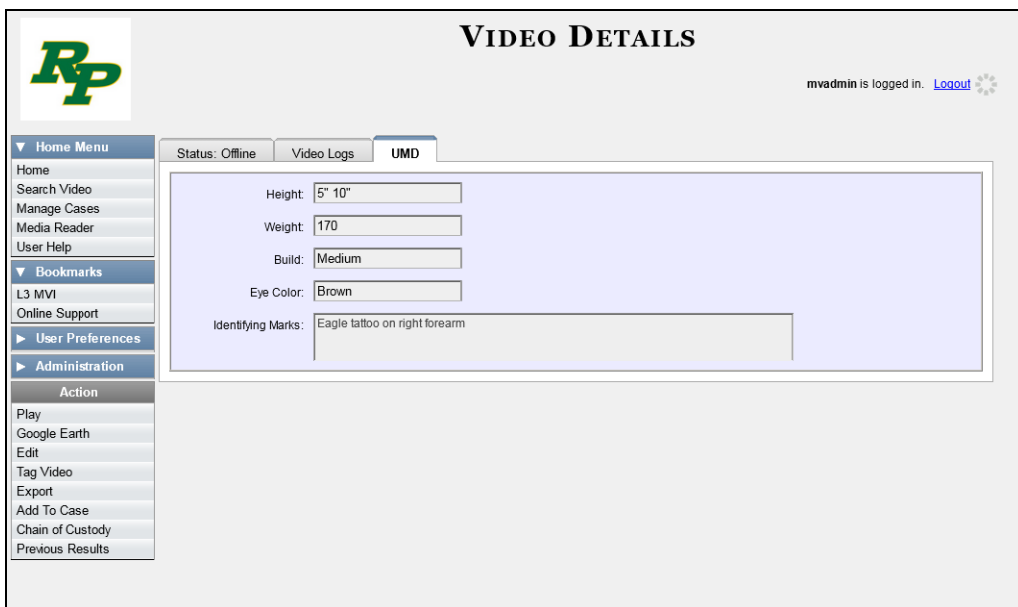 RP
VIDEO DETAILS
mvadmin is logged in. Logout
▼ Home Menu
Home
Search Video
Manage Cases
Media Reader
User Help
▼ Bookmarks
L3 MVI
Online Support
► User Preferences
► Administration
Action
Play
Google Earth
Edit
Tag Video
Export
Add To Case
Chain of Custody
Previous Results
Status: Offline Video Logs UMD
Height: 5" 10"
Weight: 170
Build: Medium
Eye Color: Brown
Identifying Marks: Eagle tattoo on right forearm